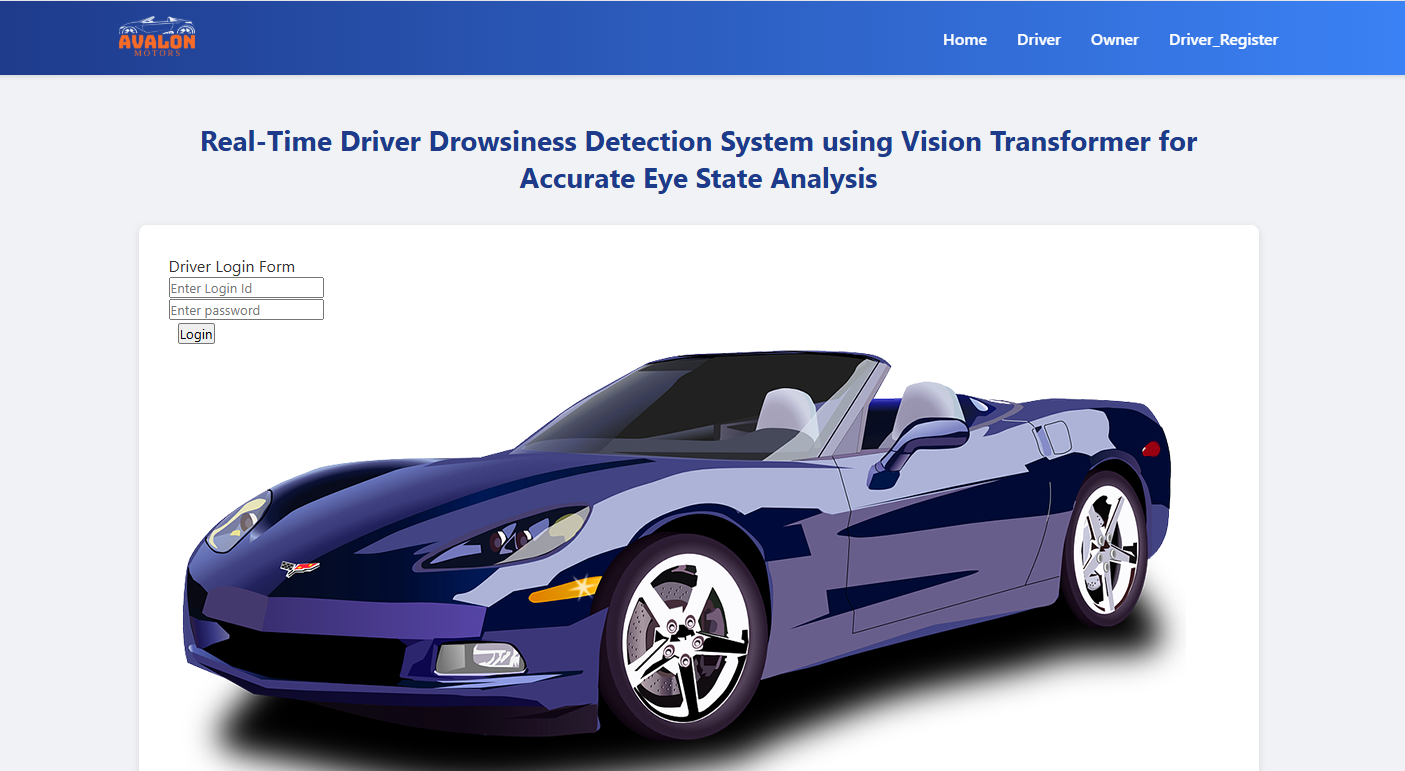 AVALON
MOTORS
Home Driver Owner Driver_Register
Real-Time Driver Drowsiness Detection System using Vision Transformer for
Accurate Eye State Analysis
Driver Login Form
Enter Login Id
Enter password
Login